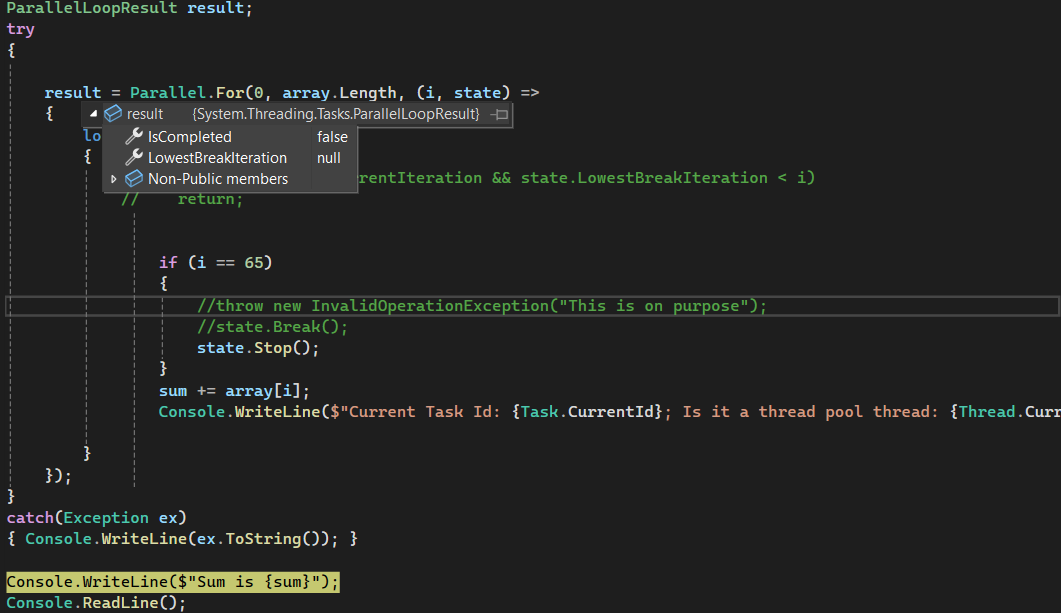 ParallelLoopResult result;
try
{
result = Parallel.For(0, array.Length, (i, state) =>
{
result {System.Threading.Tasks.ParallelLoopResult}
lo
IsCompleted false
{
LowestBreakIteration null
Non-Public members
rentIteration && state.LowestBreakIteration < i)
// return;
if (i == 65)
{
//throw new InvalidOperationException("This is on purpose");
//state.Break();
state.Stop();
}
sum += array[i];
Console.WriteLine($"Current Task Id: {Task.CurrentId}; Is it a thread pool thread: {Thread.Curr
}
});
}
catch(Exception ex)
{ Console.WriteLine(ex.ToString()); }
Console.WriteLine($"Sum is {sum}");
Console.ReadLine();